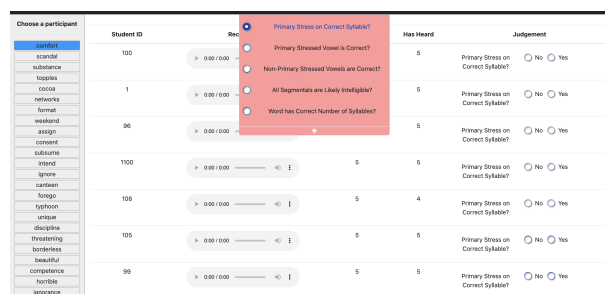 Choose a participant
comfort
scandal
substance
topples
cocoa
networks
format
weekend
assign
consent
subsume
intend
ignore
canteen
forego
typhoon
unique
discipline
threatening
borderless
beautiful
competence
horrible
ignorance
Primary Stress on Correct Syllable?
Primary Stressed Vowel is Correct?
Non-Primary Stressed Vowels are Correct?
All Segmentals are Likely Intelligible?
Word has Correct Number of Syllables?
Student ID Rec Has Heard Judgement
100 0:00 / 0:00 5 Primary Stress on Correct Syllable? No Yes
1 0:00 / 0:00 5 Primary Stress on Correct Syllable? No Yes
96 0:00 / 0:00 5 Primary Stress on Correct Syllable? No Yes
1100 0:00 / 0:00 5 5 Primary Stress on Correct Syllable? No Yes
108 0:00 / 0:00 5 4 Primary Stress on Correct Syllable? No Yes
105 0:00 / 0:00 5 5 Primary Stress on Correct Syllable? No Yes
99 0:00 / 0:00 5 5 Primary Stress on Correct Syllable? No Yes